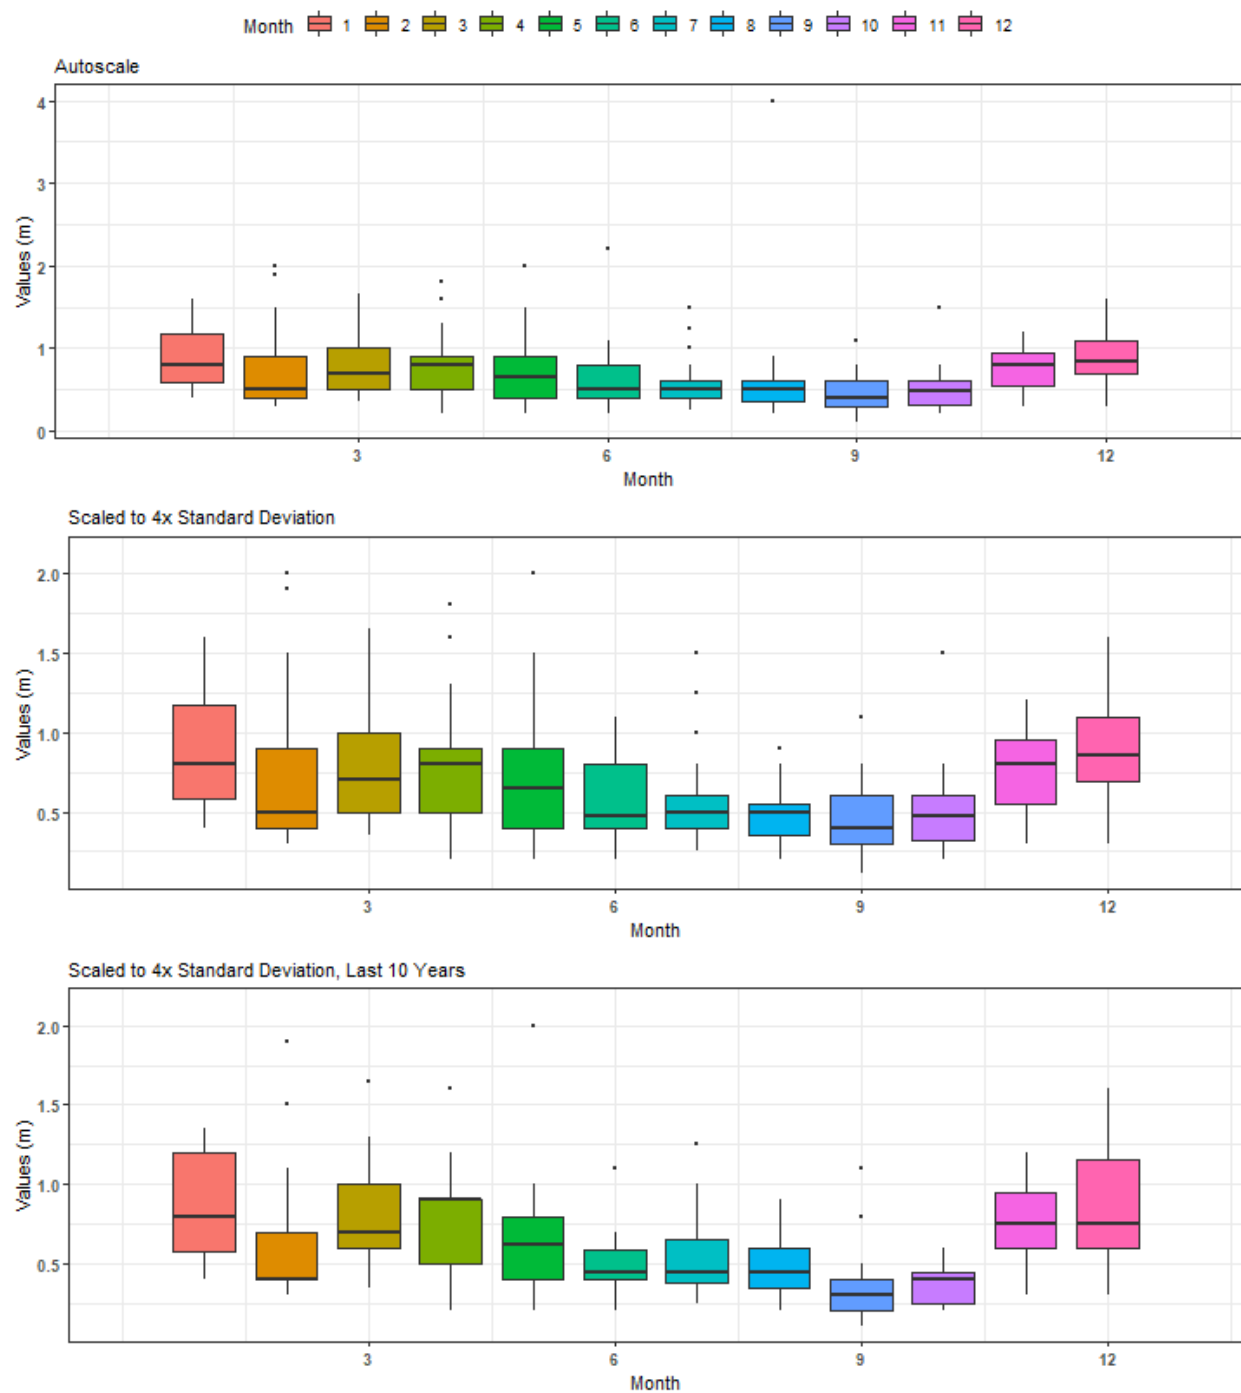 Month 1 2 3 4 5 6 7 8 9 10 11 12
Autoscale
Values (m)
4
3
2
1
0
3 6 9 12
Month
Scaled to 4x Standard Deviation
Values (m)
2.0
1.5
1.0
0.5
3 6 9 12
Month
Scaled to 4x Standard Deviation, Last 10 Years
Values (m)
2.0
1.5
1.0
0.5
3 6 9 12
Month